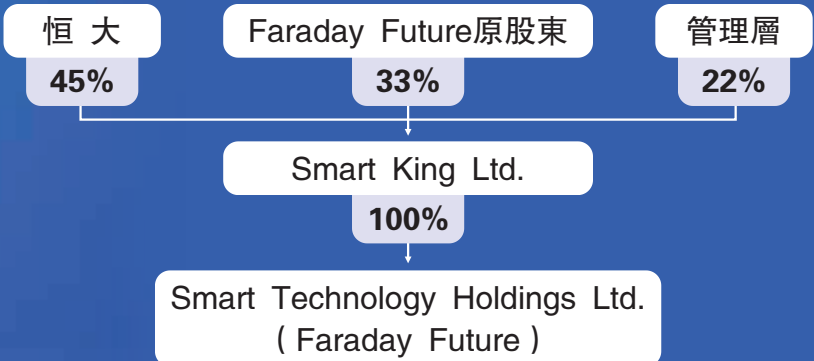 恒 大
Faraday Future原股東
管理層
45%
33%
22%
Smart King Ltd.
100%
Smart Technology Holdings Ltd.
( Faraday Future )